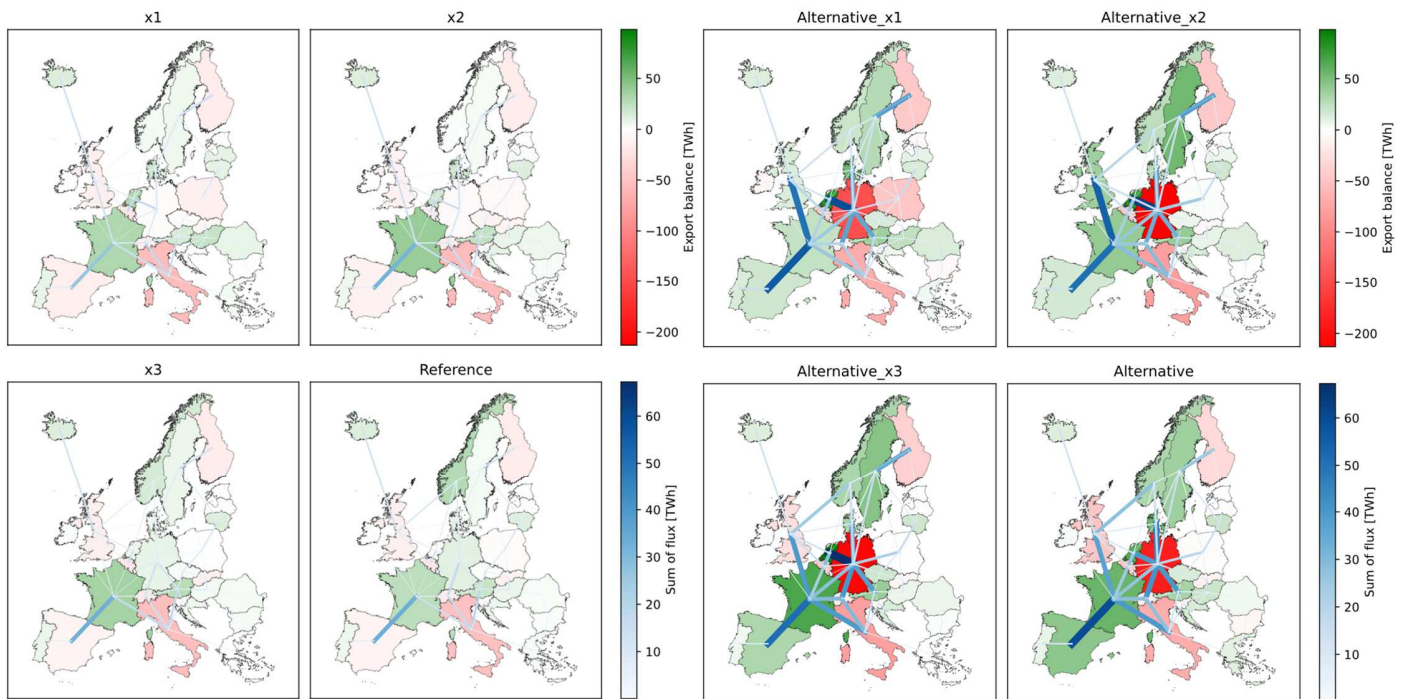 x1
x2
50
0
−50
−100
−150
−200
Export balance [TWh]
Alternative_x1
Alternative_x2
50
0
−50
−100
−150
−200
Export balance [TWh]
x3
Reference
60
50
40
30
20
10
Sum of flux [TWh]
Alternative_x3
Alternative
60
50
40
30
20
10
Sum of flux [TWh]